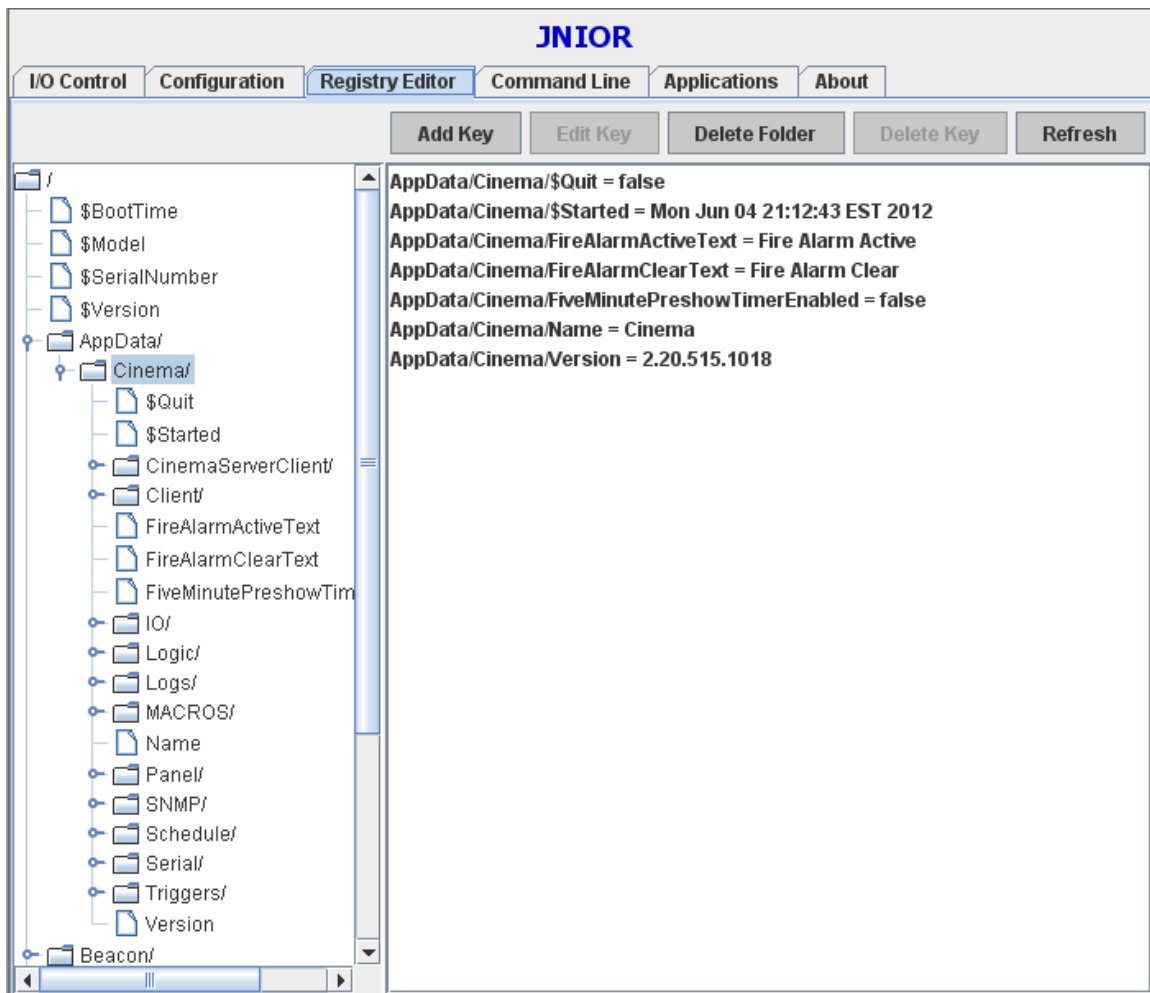 JNIOR
I/O Control Configuration Registry Editor Command Line Applications About
Add Key Edit Key Delete Folder Delete Key Refresh
/
$BootTime
$Model
$SerialNumber
$Version
AppData/
Cinema/
$Quit
$Started
CinemaServerClient/
Client/
FireAlarmActiveText
FireAlarmClearText
FiveMinutePreshowTim
IO/
Logic/
Logs/
MACROS/
Name
Panel/
SNMP/
Schedule/
Serial/
Triggers/
Version
Beacon/
AppData/Cinema/$Quit = false
AppData/Cinema/$Started = Mon Jun 04 21:12:43 EST 2012
AppData/Cinema/FireAlarmActiveText = Fire Alarm Active
AppData/Cinema/FireAlarmClearText = Fire Alarm Clear
AppData/Cinema/FiveMinutePreshowTimerEnabled = false
AppData/Cinema/Name = Cinema
AppData/Cinema/Version = 2.20.515.1018